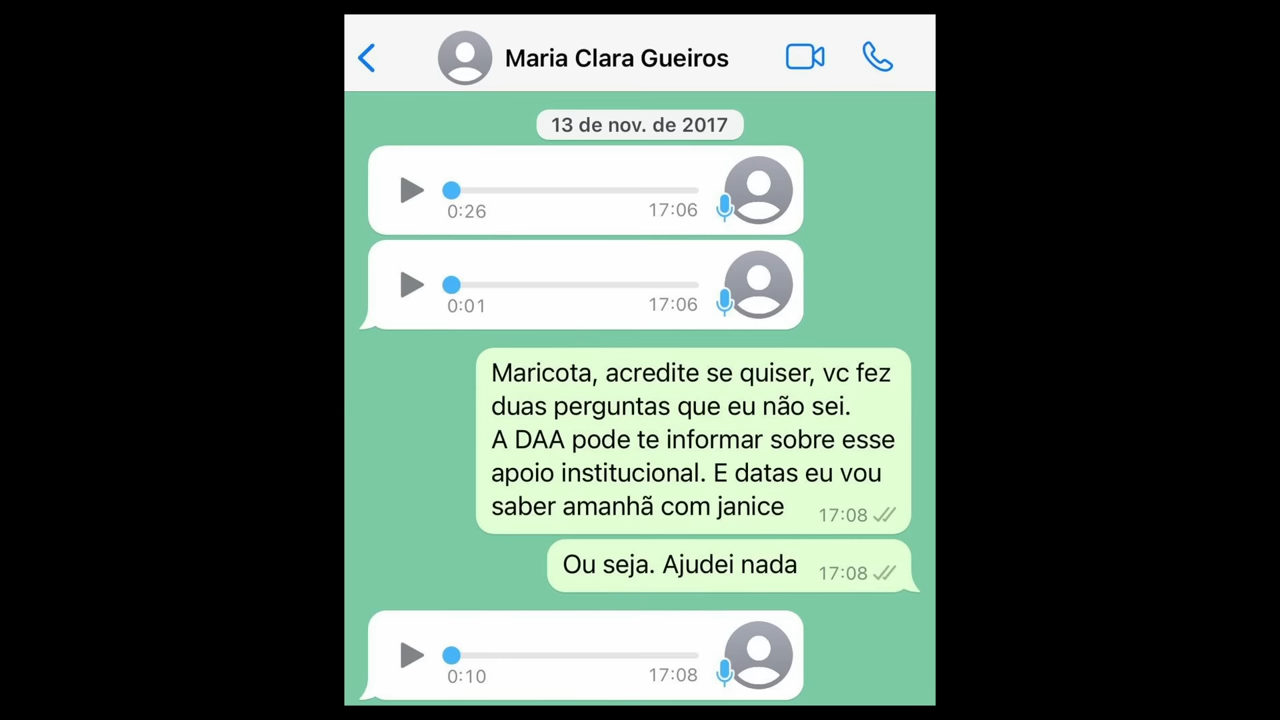 Maria Clara Gueiros
13 de nov. de 2017
0:26 17:06
0:01 17:06
Maricota, acredite se quiser, vc fez
duas perguntas que eu não sei.
A DAA pode te informar sobre esse
apoio institucional. E datas eu vou
saber amanhã com janice 17:08
Ou seja. Ajudei nada 17:08
0:10 17:08